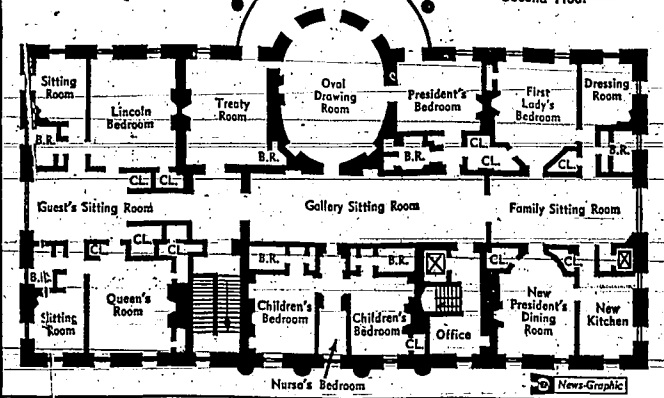 Second Floor
Sitting
Room
Lincoln
Bedroom
Treaty
Room
Oval
Drawing
Room
President's
Bedroom
First
Lady's
Bedroom
Dressing
Room
B.R.
B.R.
B.R.
CL.
CL.
CL.
B.R.
CL.
CL.
Guest's Sitting Room
Gallery Sitting Room
Family Sitting Room
CL.
CL.
CL.
B.R.
B.R.
CL.
CL.
B.R.
Sitting
Room
Queen's
Room
Children's
Bedroom
Children's
Bedroom
CL.
Office
New
President's
Dining
Room
New
Kitchen
Nurse's Bedroom
News-Graphic